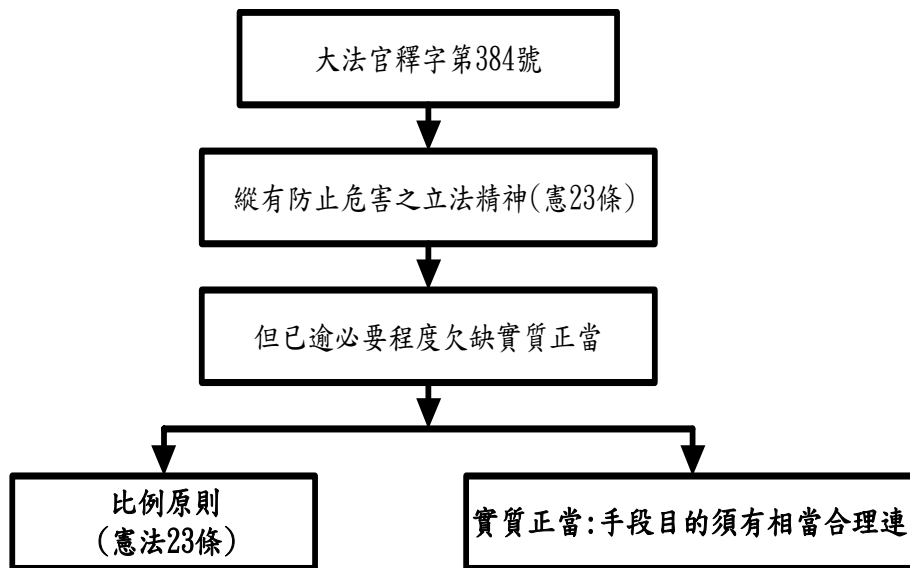 大法官釋字第384號
縱有防止危害之立法精神(憲23條)
但已逾必要程度欠缺實質正當
比例原則
(憲法23條)
實質正當:手段目的須有相當合理連